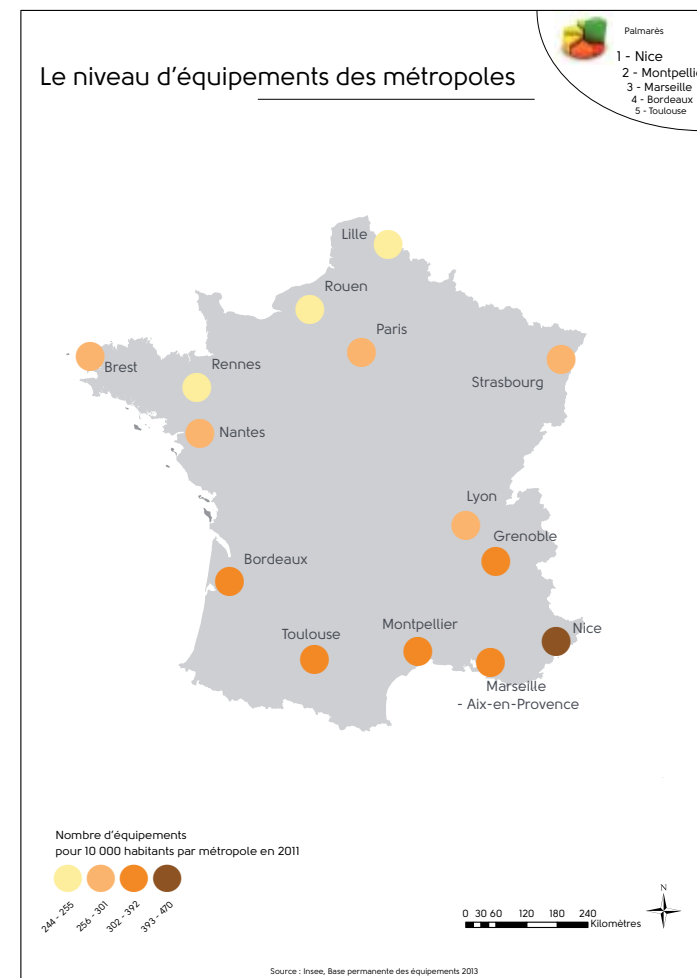 Palmarès
1 - Nice
2 - Montpellie
3 - Marseille
4 - Bordeaux
5 - Toulouse
Le niveau d'équipements des métropoles
Lille
Rouen
Paris
Brest
Rennes
Strasbourg
Nantes
Lyon
Grenoble
Bordeaux
Toulouse
Montpellier
Nice
Marseille
- Aix-en-Provence
Nombre d'équipements
pour 10 000 habitants par métropole en 2011
244 - 255
256 - 301
302 - 392
393 - 470
N
0 30 60 120 180 240
Kilomètres
Source : Insee, Base permanente des équipements 2013